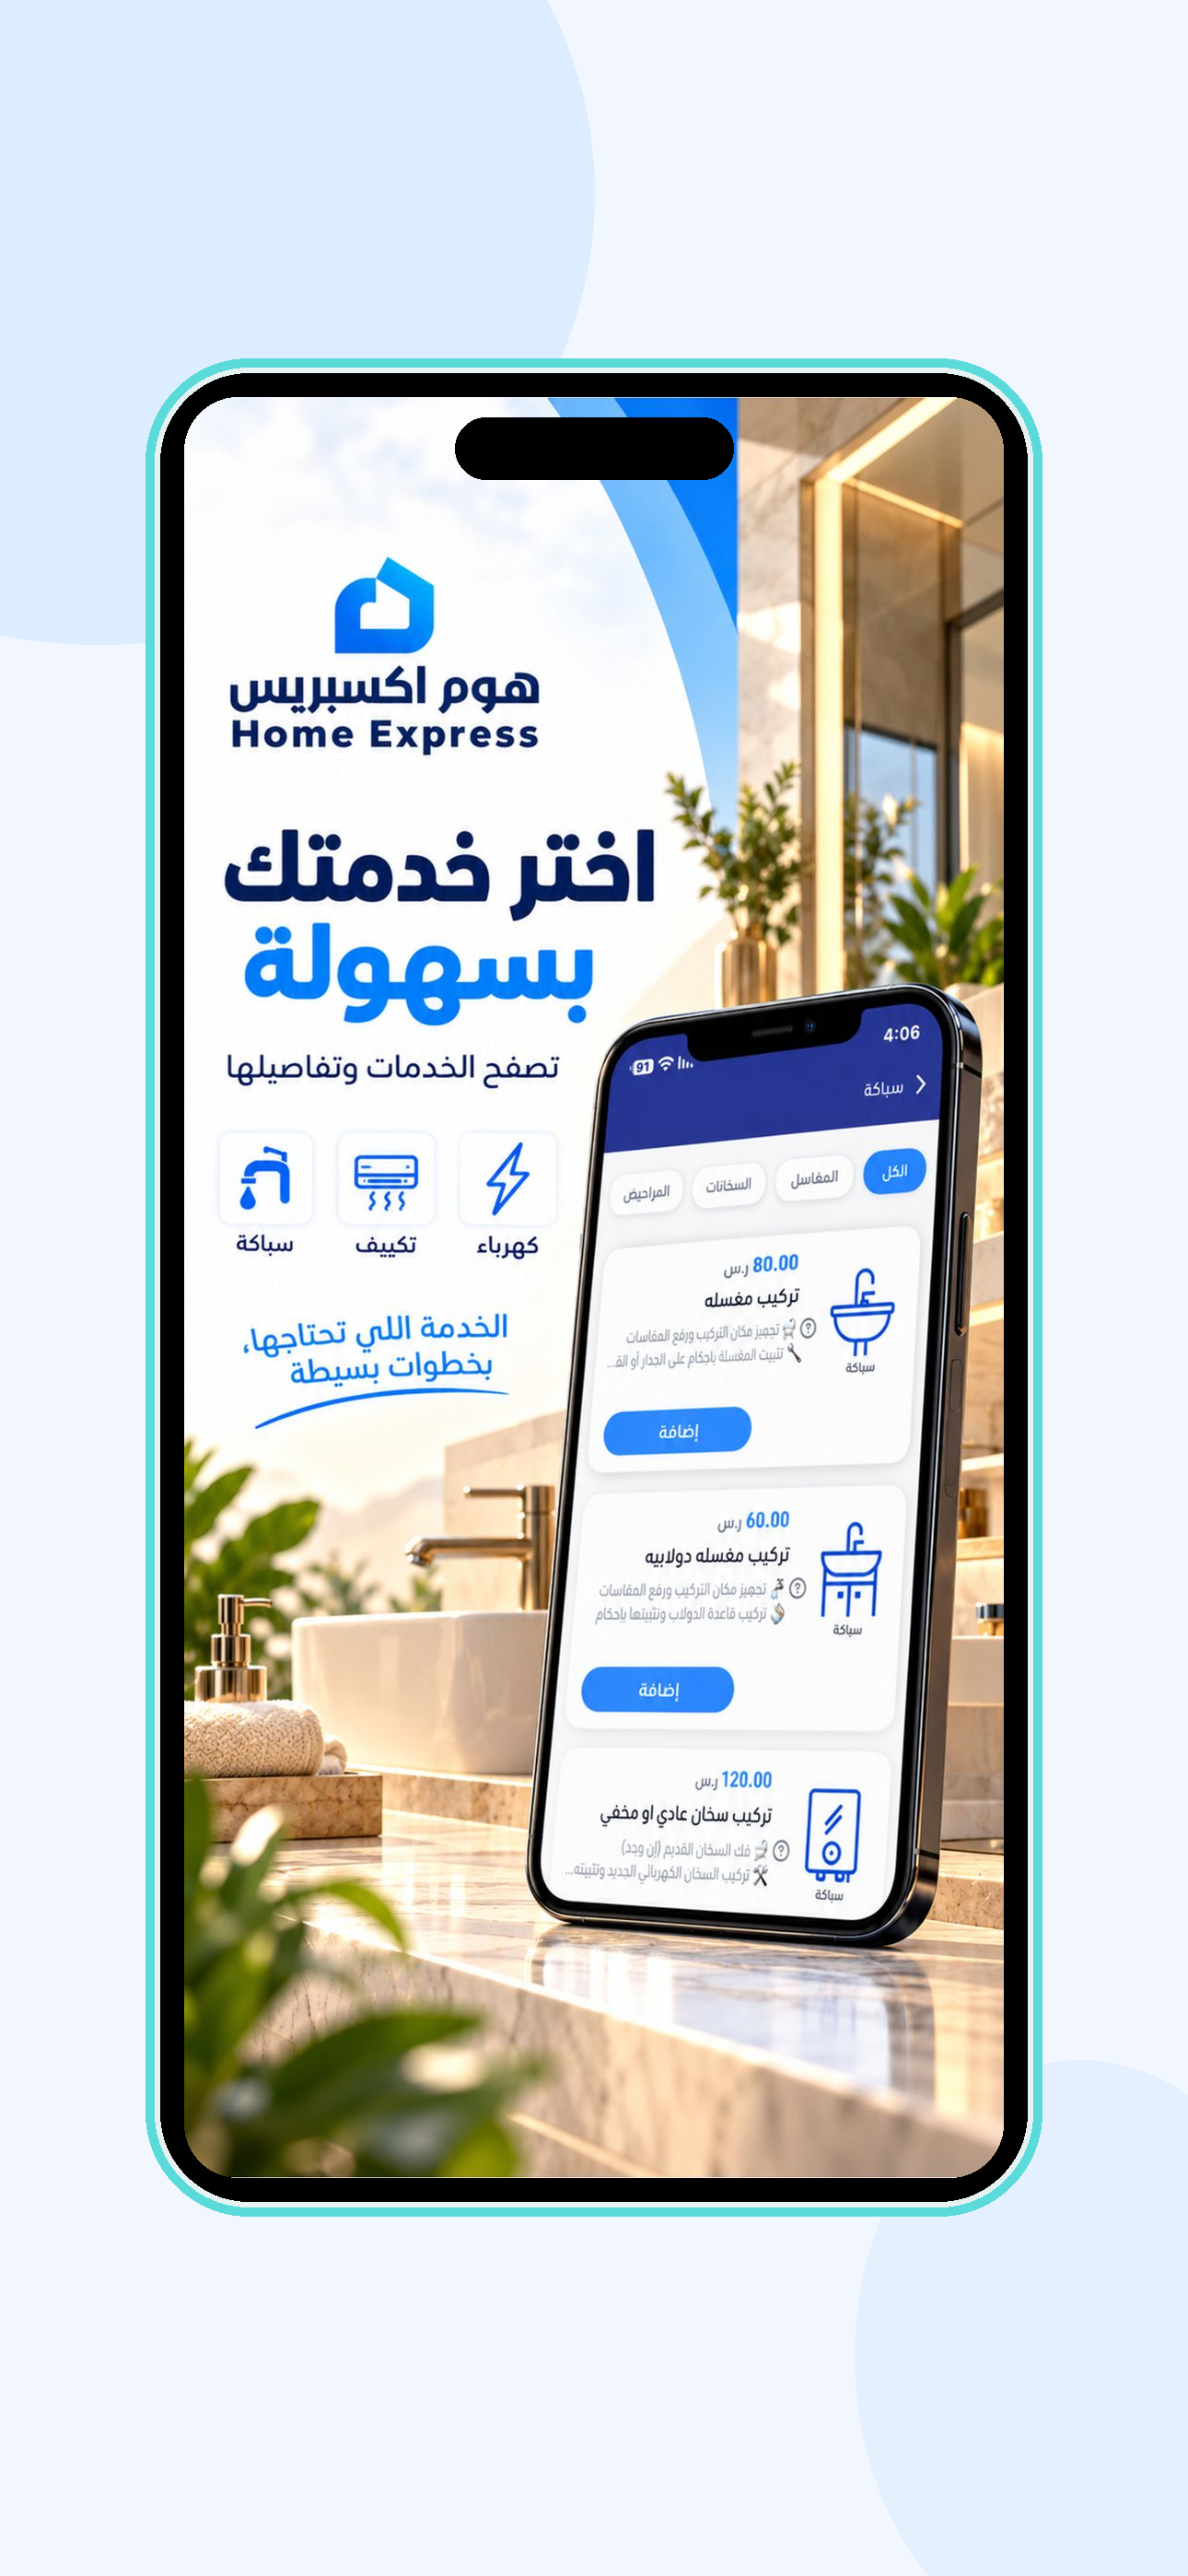 هوم اكسبريس
Home Express
اختر خدمتك
بسهولة
تصفح الخدمات وتفاصيلها
كهرباء
تكييف
سباكة
الخدمة اللي تحتاجها،
بخطوات بسيطة
4:06
91
سباكة
الكل
المغاسل
السخانات
المراحيض
80.00 ر.س
تركيب مغسله
تجهيز مكان التركيب ورفع المقاسات
تثبيت المغسلة بإحكام على الجدار أو الق...
سباكة
إضافة
60.00 ر.س
تركيب مغسله دولابيه
تجهيز مكان التركيب ورفع المقاسات
تركيب قاعدة الدولاب وتثبيتها بإحكام
سباكة
إضافة
120.00 ر.س
تركيب سخان عادي او مخفي
فك السخان القديم (إن وجد)
تركيب السخان الكهربائي الجديد وتثبيته...
سباكة